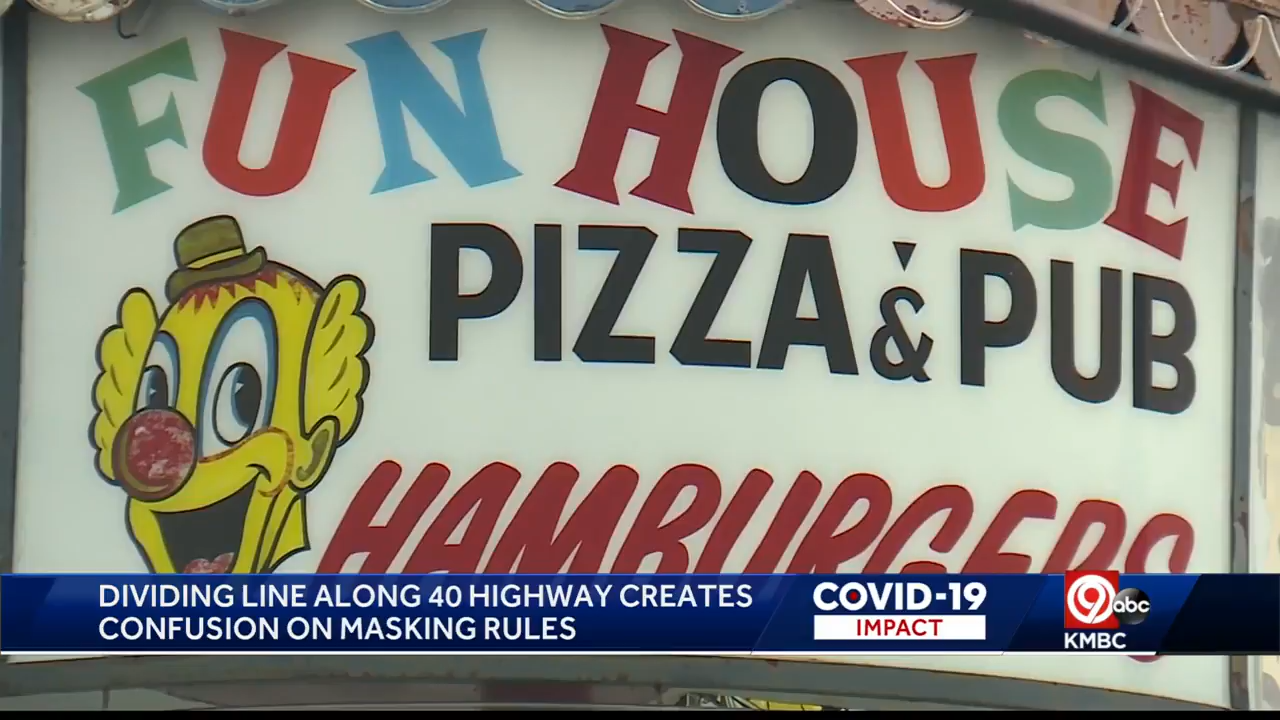 FUN HOUSE
PIZZA & PUB
HAMBURGERS
DIVIDING LINE ALONG 40 HIGHWAY CREATES
CONFUSION ON MASKING RULES
COVID-19
IMPACT
9 abc
KMBC